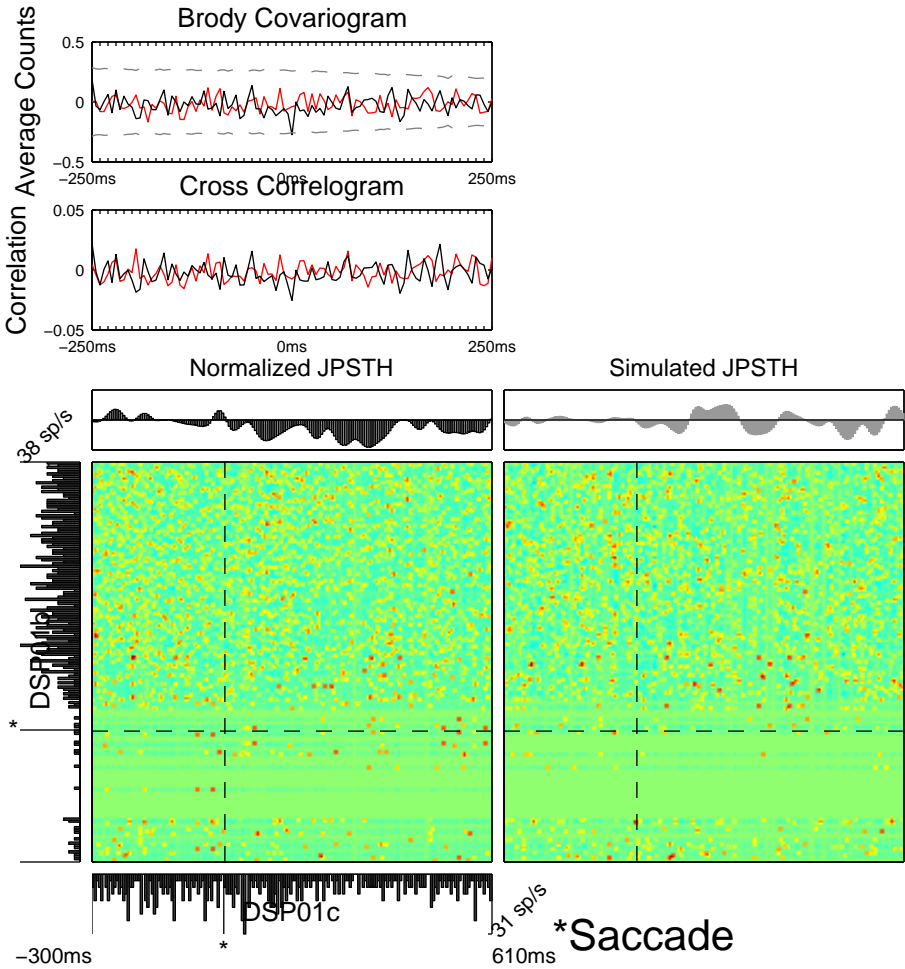 Brody Covariogram
Average Counts
0.5
0
−0.5
−250ms
0ms
250ms
Cross Correlogram
Correlation
0.05
0
−0.05
−250ms
0ms
250ms
Normalized JPSTH
Simulated JPSTH
38 sp/s
*
DSP01c
31 sp/s
*
*Saccade
−300ms
610ms